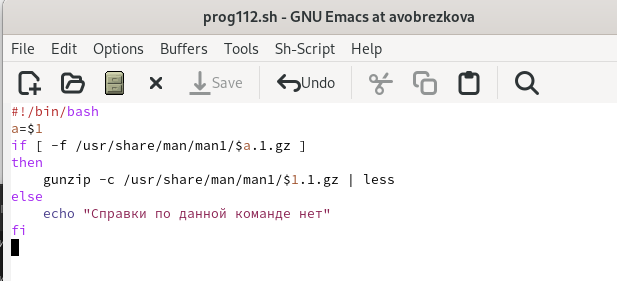 prog112.sh - GNU Emacs at avobrezkova
File Edit Options Buffers Tools Sh-Script Help
Save Undo
#!/bin/bash
a=$1
if [ -f /usr/share/man/man1/$a.1.gz ]
then
    gunzip -c /usr/share/man/man1/$1.1.gz | less
else
    echo "Справки по данной команде нет"
fi